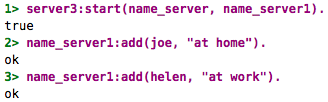 1> server3:start(name_server, name_server1).
true
2> name_server1:add(joe, "at home").
ok
3> name_server1:add(helen, "at work").
ok